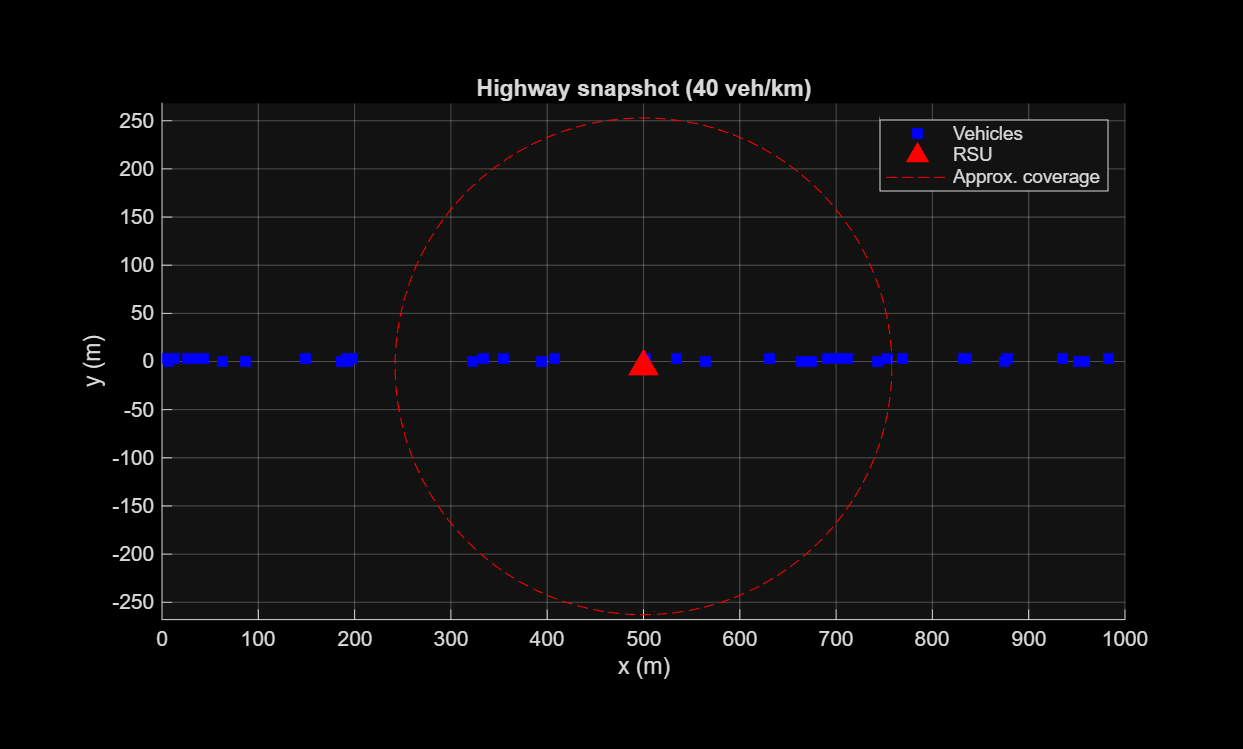 Highway snapshot (40 veh/km)
Vehicles
RSU
Approx. coverage
250
200
150
100
50
0
-50
-100
-150
-200
-250
y (m)
0 100 200 300 400 500 600 700 800 900 1000
x (m)